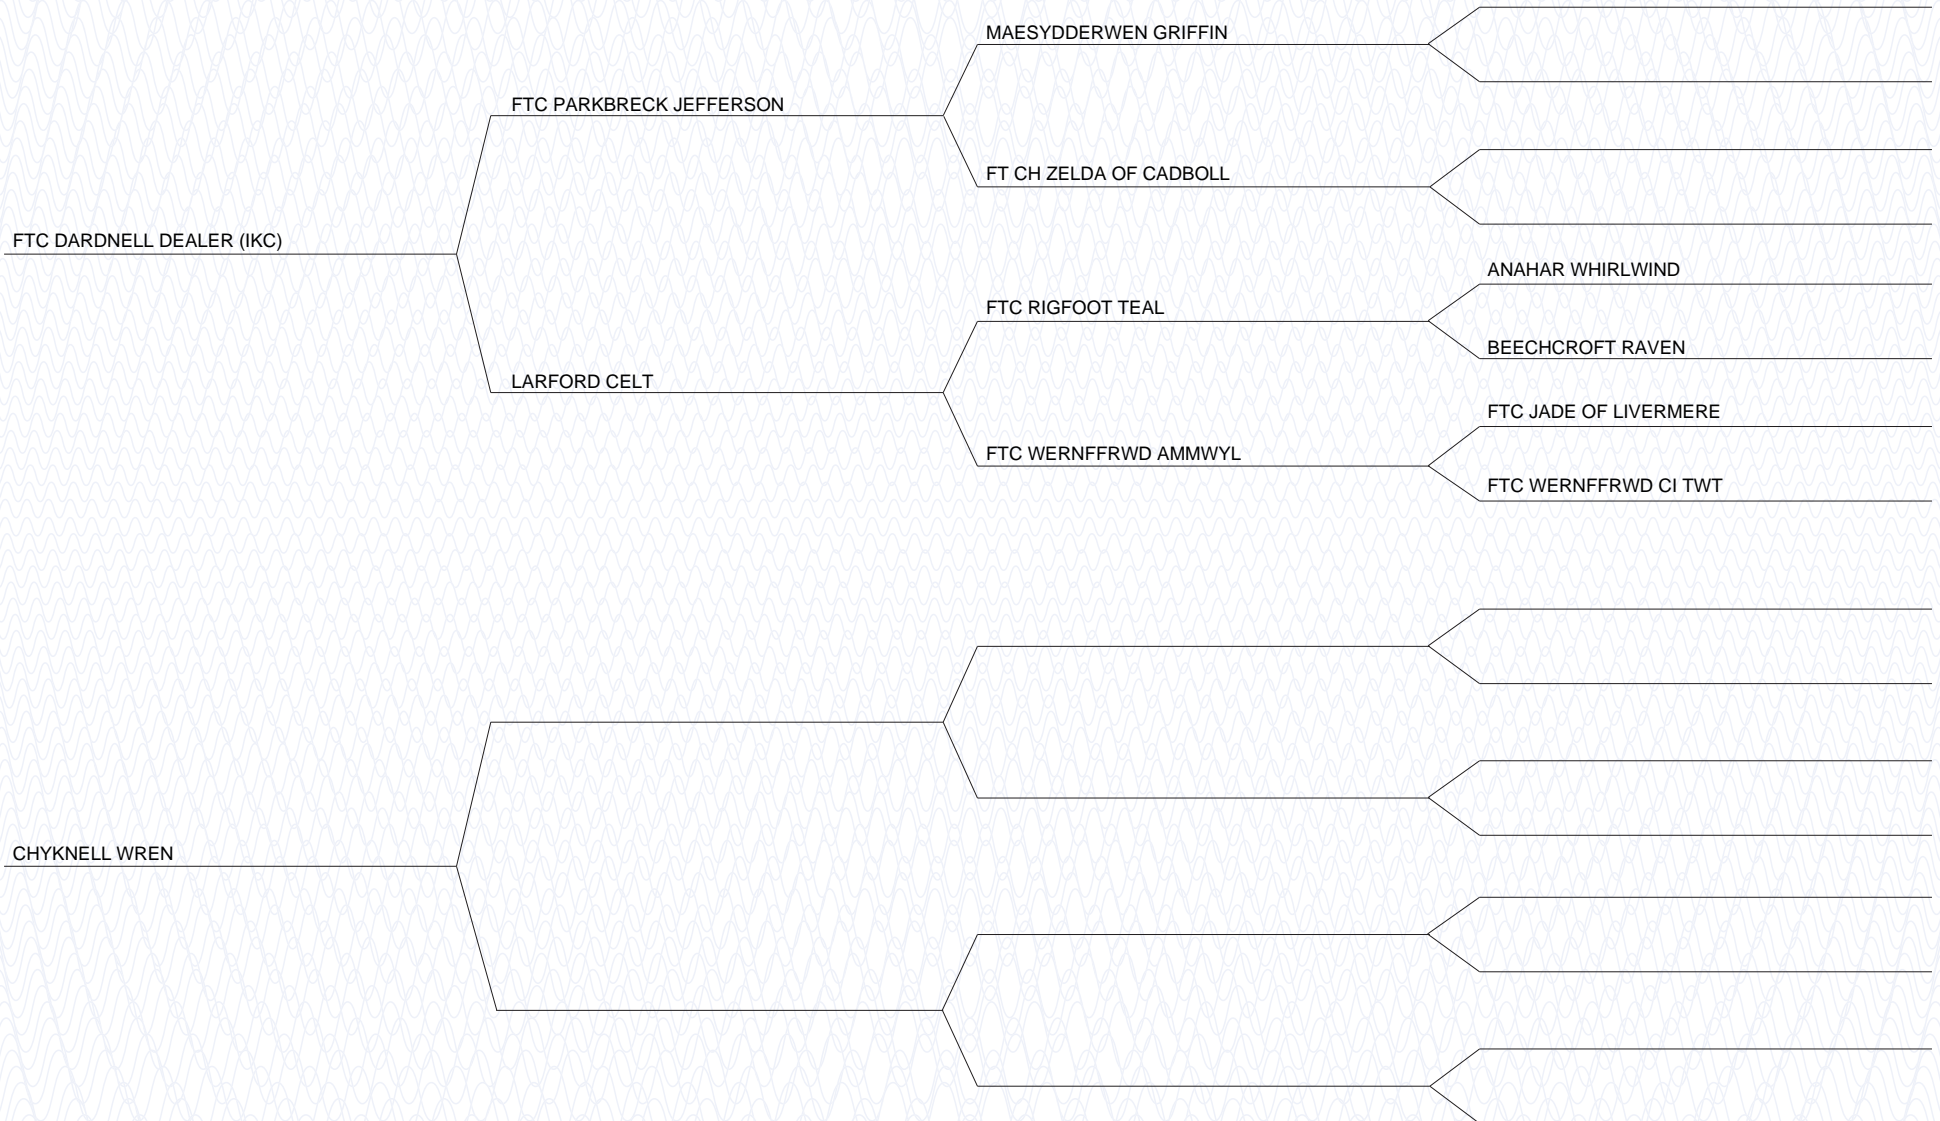 MAESYDDERWEN GRIFFIN
FTC PARKBRECK JEFFERSON
FT CH ZELDA OF CADBOLL
FTC DARDNELL DEALER (IKC)
ANAHAR WHIRLWIND
FTC RIGFOOT TEAL
BEECHCROFT RAVEN
LARFORD CELT
FTC JADE OF LIVERMERE
FTC WERNFFRWD AMMWYL
FTC WERNFFRWD CI TWT
CHYKNELL WREN